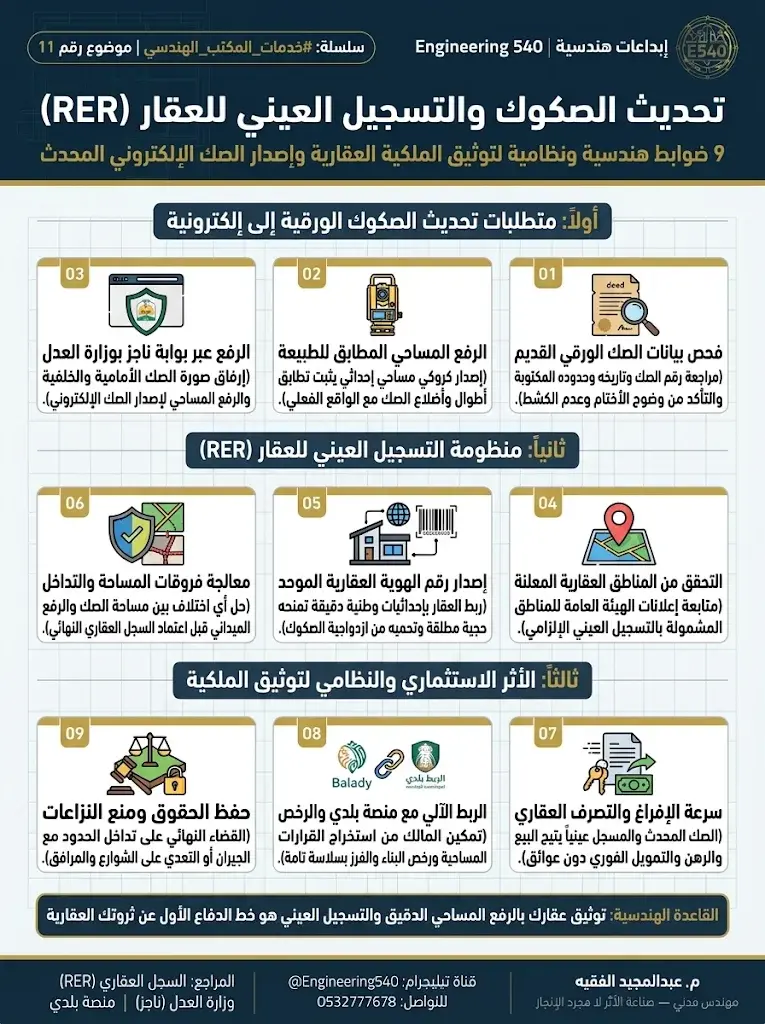 إبداعات هندسية | Engineering 540
E540
سلسلة: #خدمات_المكتب_الهندسي | موضوع رقم 11
تحديث الصكوك والتسجيل العيني للعقار (RER)
9 ضوابط هندسية ونظامية لتوثيق الملكية العقارية وإصدار الصك الإلكتروني المحدث
أولاً: متطلبات تحديث الصكوك الورقية إلى إلكترونية
01
deed
فحص بيانات الصك الورقي القديم
(مراجعة رقم الصك وتاريخه وحدوده المكتوبة
والتأكد من وضوح الأختام وعدم الكشط).
02
الرفع المساحي المطابق للطبيعة
(إصدار كروكي مساحي إحداثي يثبت تطابق
أطوال وأضلاع الصك مع الواقع الفعلي).
03
الرفع عبر بوابة ناجز بوزارة العدل
(إرفاق صورة الصك الأمامية والخلفية
والرفع المساحي لإصدار الصك الإلكتروني).
ثانياً: منظومة التسجيل العيني للعقار (RER)
04
التحقق من المناطق العقارية المعلنة
(متابعة إعلانات الهيئة العامة للمناطق
المشمولة بالتسجيل العيني الإلزامي).
05
إصدار رقم الهوية العقارية الموحد
(ربط العقار بإحداثيات وطنية دقيقة تمنحه
حجية مطلقة وتحميه من ازدواجية الصكوك).
06
معالجة فروقات المساحة والتداخل
(حل أي اختلاف بين مساحة الصك والرفع
الميداني قبل اعتماد السجل العقاري النهائي).
ثالثاً: الأثر الاستثماري والنظامي لتوثيق الملكية
07
سرعة الإفراغ والتصرف العقاري
(الصك المحدث والمسجل عينياً يتيح البيع
والرهن والتمويل الفوري دون عوائق).
08
Balady
الربط بلدي
الربط الآلي مع منصة بلدي والرخص
(تمكين المالك من استخراج القرارات
المساحية ورخص البناء والفرز بسلاسة تامة).
09
حفظ الحقوق ومنع النزاعات
(القضاء النهائي على تداخل الحدود مع
الجيران أو التعدي على الشوارع والمرافق).
القاعدة الهندسية: توثيق عقارك بالرفع المساحي الدقيق والتسجيل العيني هو خط الدفاع الأول عن ثروتك العقارية
م. عبدالمجيد الفقيه
مهندس مدني — صناعة الأثر لا مجرد الإنجاز
قناة تيليجرام: Engineering540@
للتواصل: 0532777678
المراجع: السجل العقاري (RER)
وزارة العدل (ناجز) | منصة بلدي